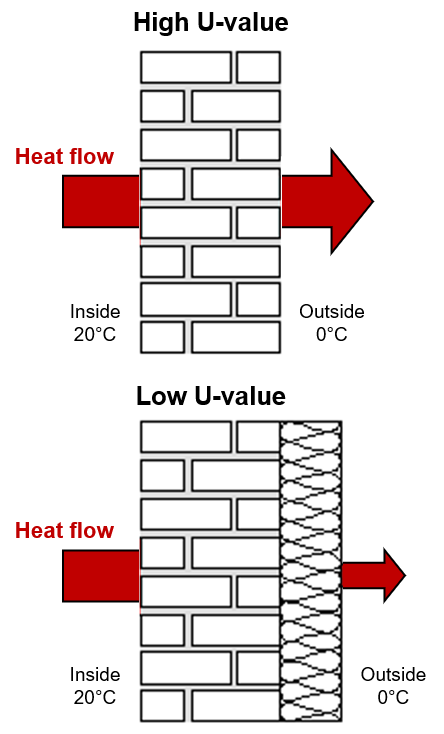 High U-value
Heat flow
Inside
20°C
Outside
0°C
Low U-value
Heat flow
Inside
20°C
Outside
0°C